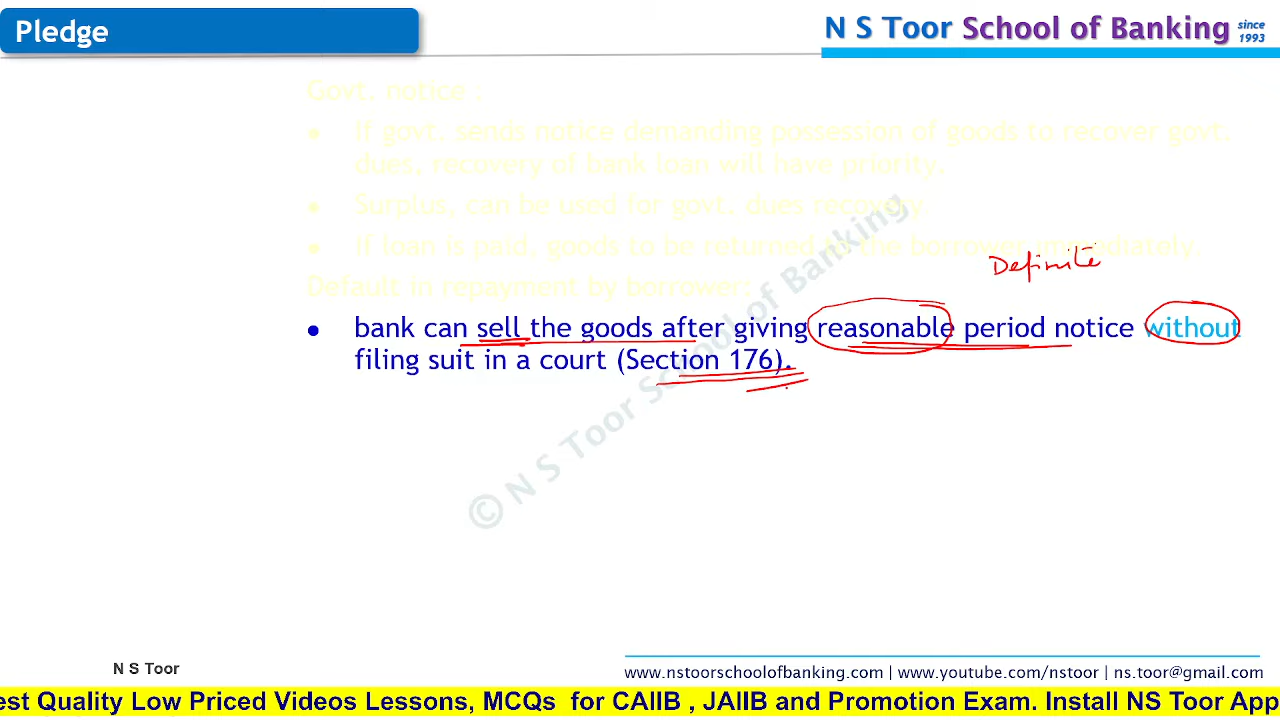 Pledge
N S Toor School of Banking since 1993
Govt. notice :
• If govt. sends notice demanding possession of goods to recover govt.
dues, recovery of bank loan will have priority.
• Surplus, can be used for govt. dues recovery
• If loan is paid, goods to be returned to the borrower immediately.
Definite
Default in repayment by borrower:
• bank can sell the goods after giving reasonable period notice without
filing suit in a court (Section 176).
© N S Toor School of Banking
N S Toor
www.nstoorschoolofbanking.com | www.youtube.com/nstoor | ns.toor@gmail.com
est Quality Low Priced Videos Lessons, MCQs for CAIIB , JAIIB and Promotion Exam. Install NS Toor App